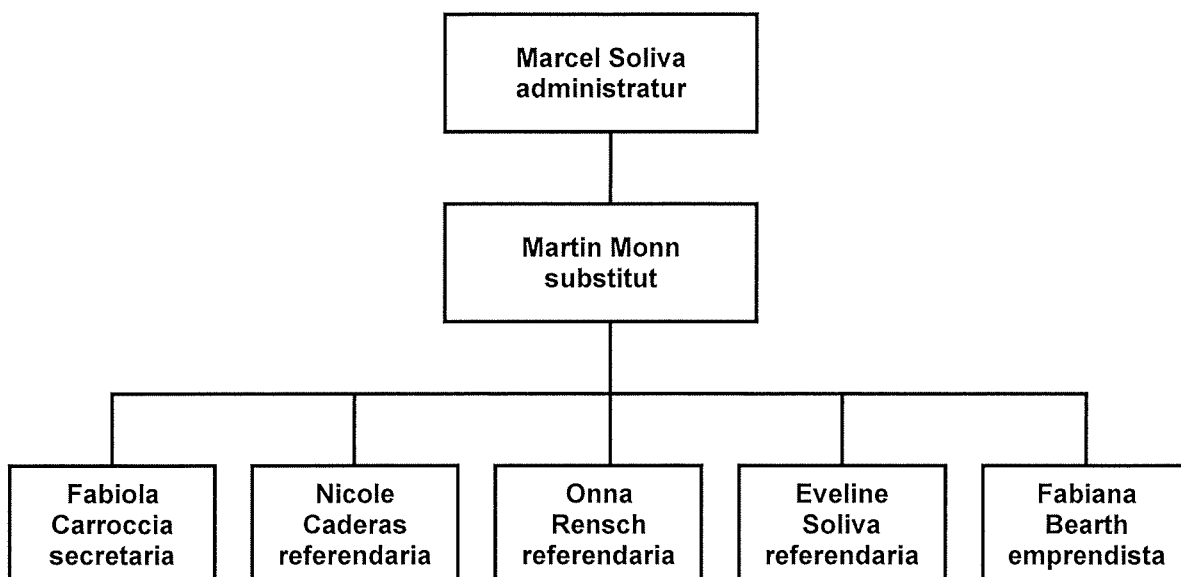 Marcel Soliva
administratur
Martin Monn
substitut
Fabiola
Carroccia
secretaria
Nicole
Caderas
referendaria
Onna
Rensch
referendaria
Eveline
Soliva
referendaria
Fabiana
Bearth
emprendista